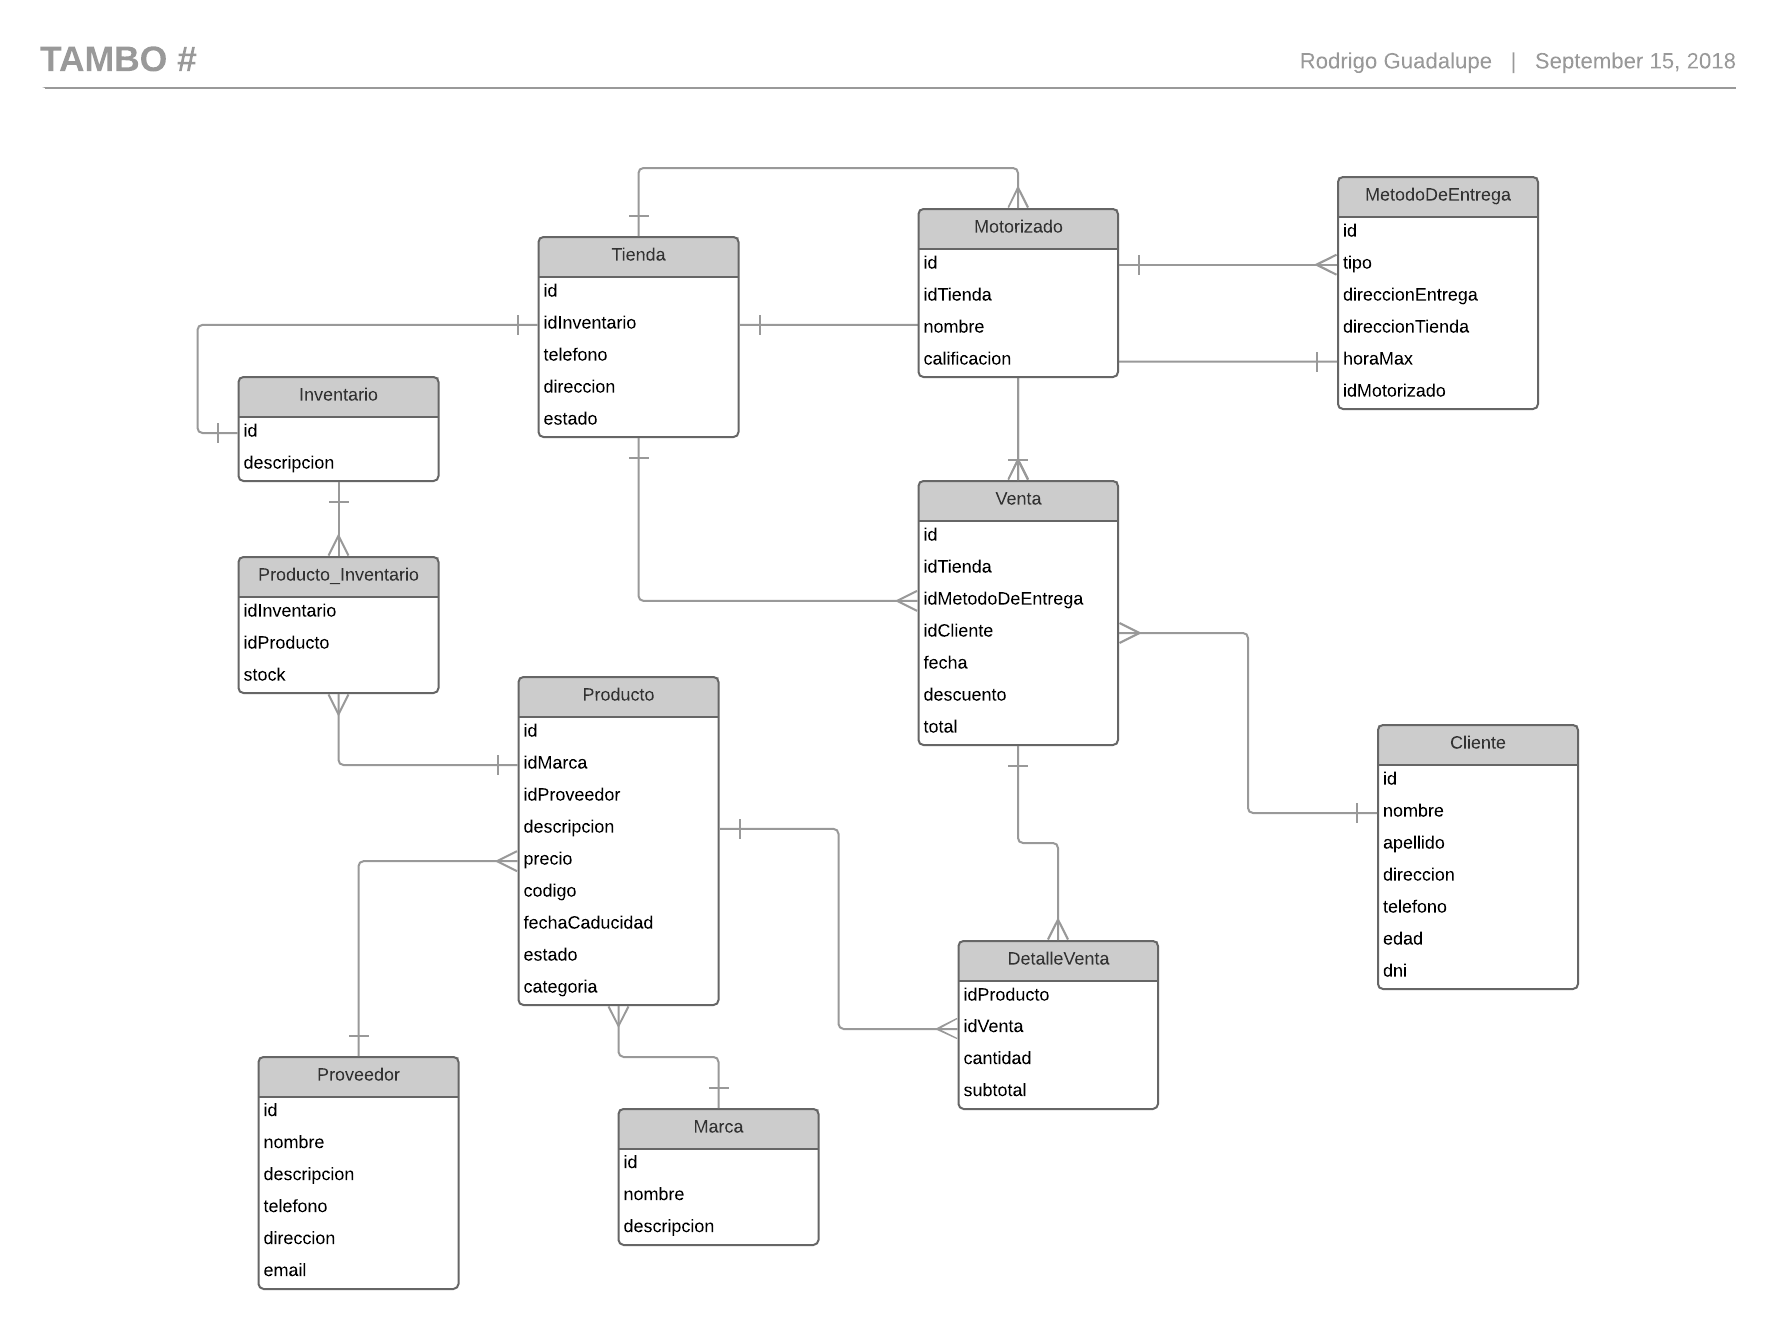 TAMBO #
Rodrigo Guadalupe | September 15, 2018
MetodoDeEntrega
id
tipo
direccionEntrega
direccionTienda
horaMax
idMotorizado
Motorizado
id
idTienda
nombre
calificacion
Tienda
id
idInventario
telefono
direccion
estado
Inventario
id
descripcion
Venta
id
idTienda
idMetodoDeEntrega
idCliente
fecha
descuento
total
Producto_Inventario
idInventario
idProducto
stock
Producto
id
idMarca
idProveedor
descripcion
precio
codigo
fechaCaducidad
estado
categoria
Cliente
id
nombre
apellido
direccion
telefono
edad
dni
DetalleVenta
idProducto
idVenta
cantidad
subtotal
Proveedor
id
nombre
descripcion
telefono
direccion
email
Marca
id
nombre
descripcion